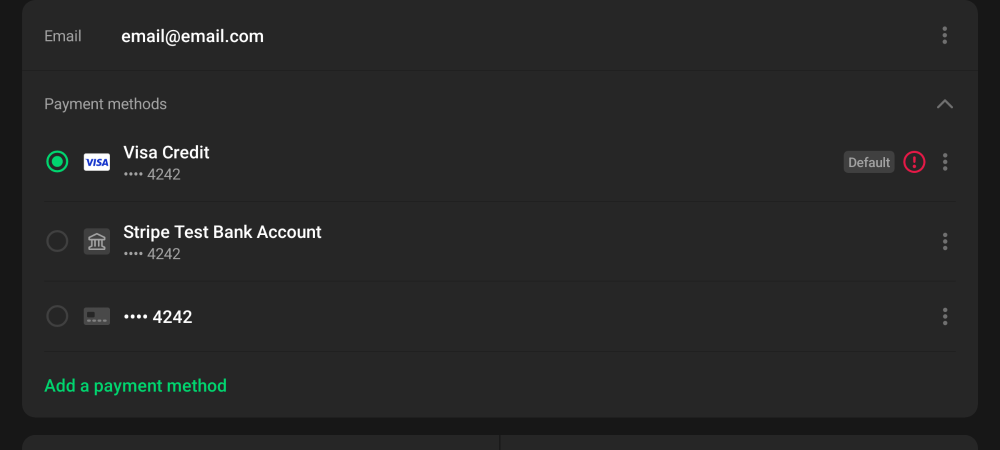 Email email@email.com
Payment methods
VISA Visa Credit
•••• 4242
Default
Stripe Test Bank Account
•••• 4242
•••• 4242
Add a payment method